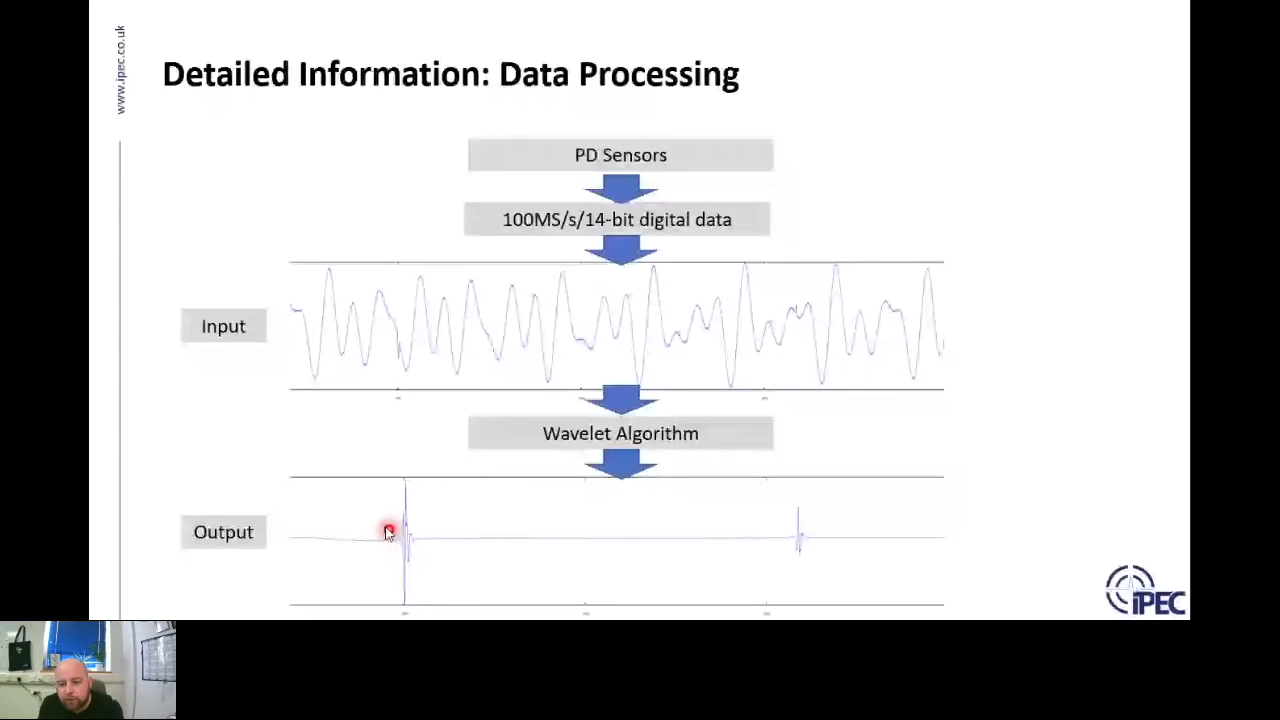 www.ipec.co.uk
Detailed Information: Data Processing
PD Sensors
100MS/s/14-bit digital data
Input
Wavelet Algorithm
Output
iPEC